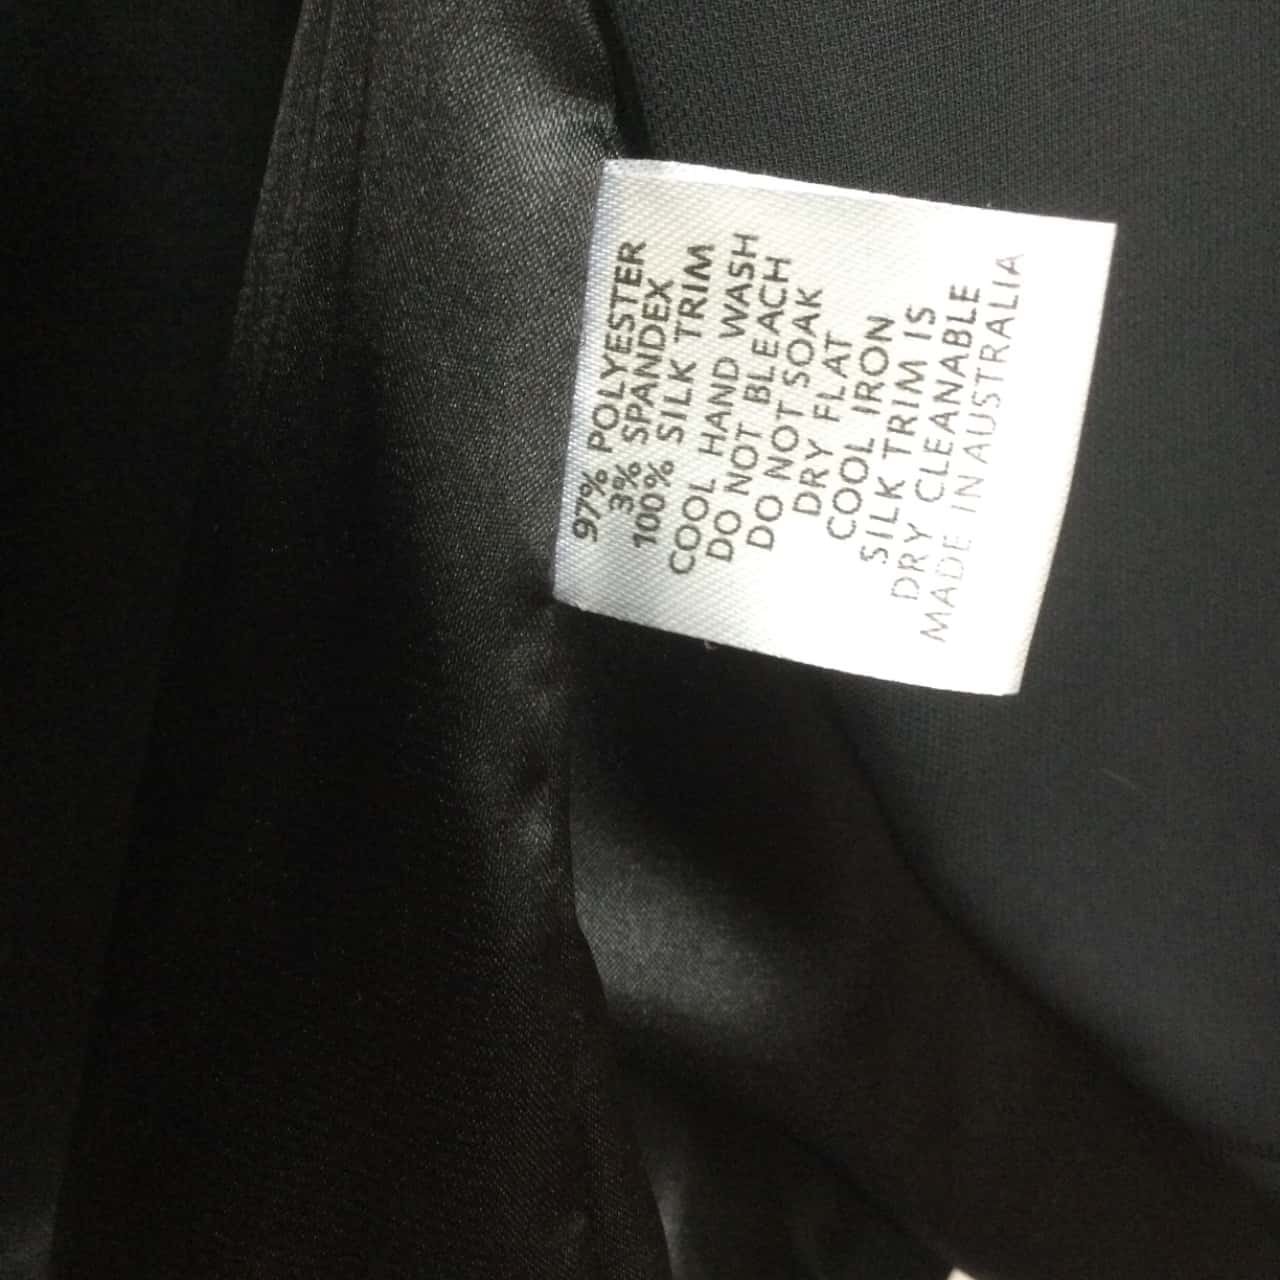 97% POLYESTER
3% SPANDEX
100% SILK TRIM
COOL HAND WASH
DO NOT BLEACH
DO NOT SOAK
DRY FLAT
COOL IRON
SILK TRIM IS
DRY CLEANABLE
MADE IN AUSTRALIA